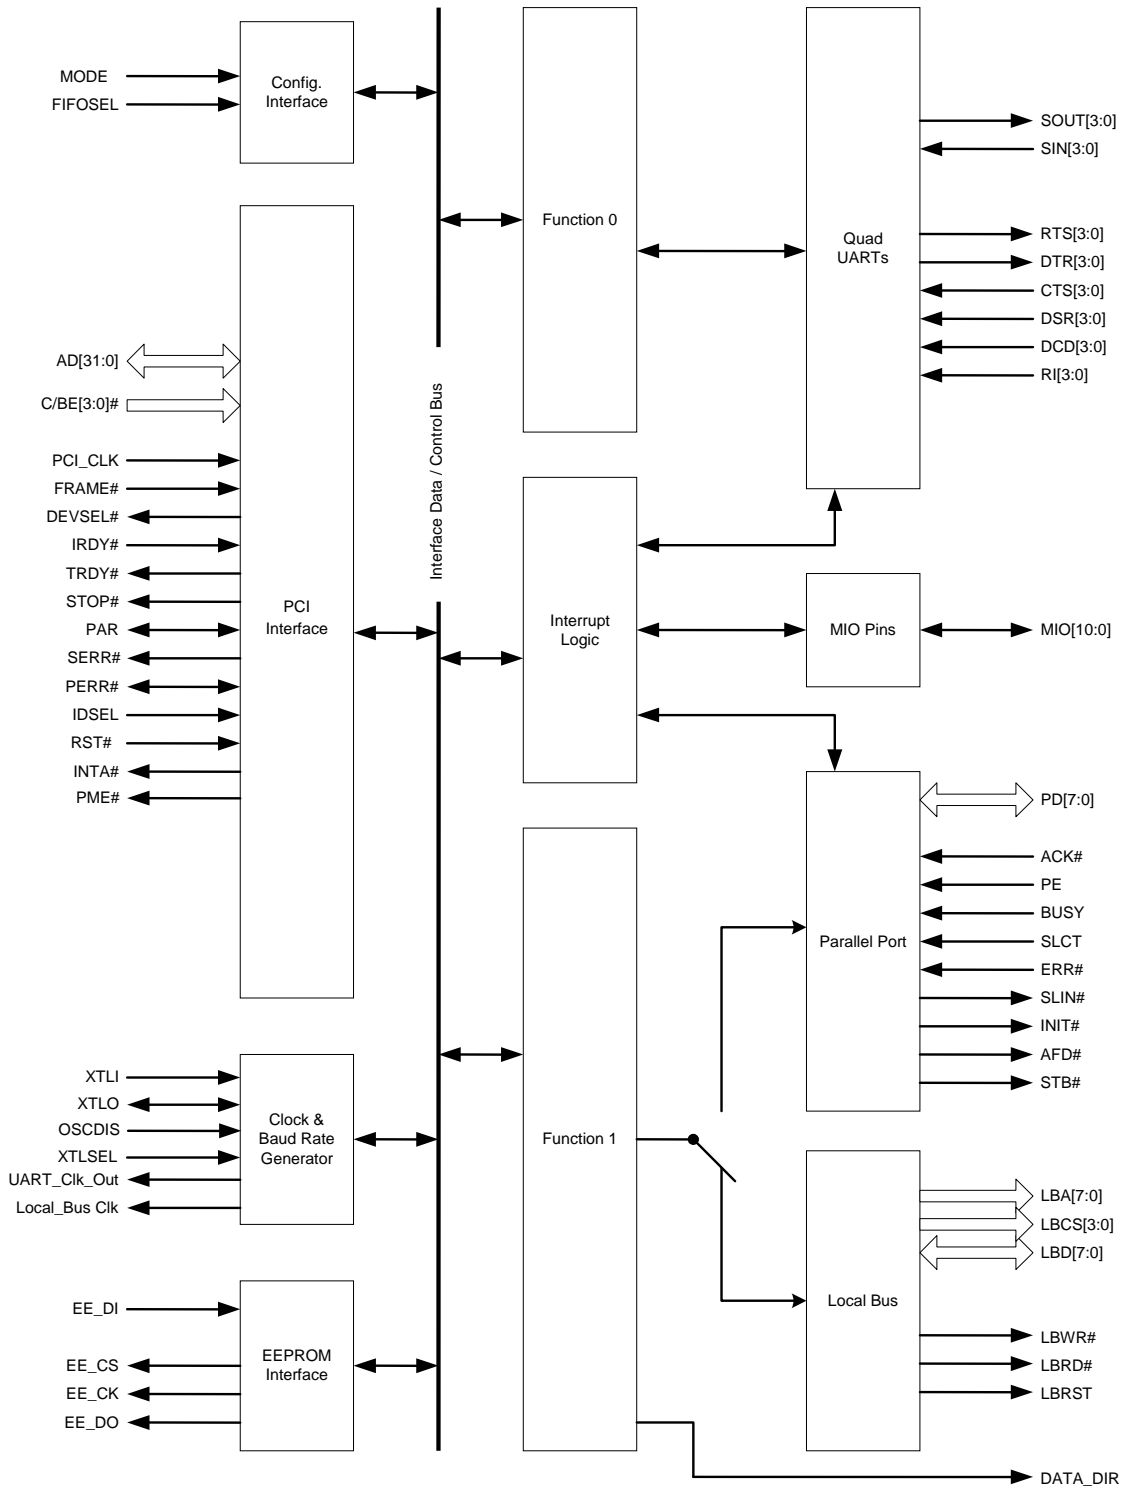 MODE
FIFOSEL
Config.
Interface
AD[31:0]
C/BE[3:0]#
PCI_CLK
FRAME#
DEVSEL#
IRDY#
TRDY#
STOP#
PAR
SERR#
PERR#
IDSEL
RST#
INTA#
PME#
PCI
Interface
XTLI
XTLO
OSCDIS
XTLSEL
UART_Clk_Out
Local_Bus Clk
Clock &
Baud Rate
Generator
EE_DI
EE_CS
EE_CK
EE_DO
EEPROM
Interface
Interface Data / Control Bus
Function 0
Interrupt
Logic
Function 1
Quad
UARTs
SOUT[3:0]
SIN[3:0]
RTS[3:0]
DTR[3:0]
CTS[3:0]
DSR[3:0]
DCD[3:0]
RI[3:0]
MIO Pins
MIO[10:0]
Parallel Port
PD[7:0]
ACK#
PE
BUSY
SLCT
ERR#
SLIN#
INIT#
AFD#
STB#
Local Bus
LBA[7:0]
LBCS[3:0]
LBD[7:0]
LBWR#
LBRD#
LBRST
DATA_DIR